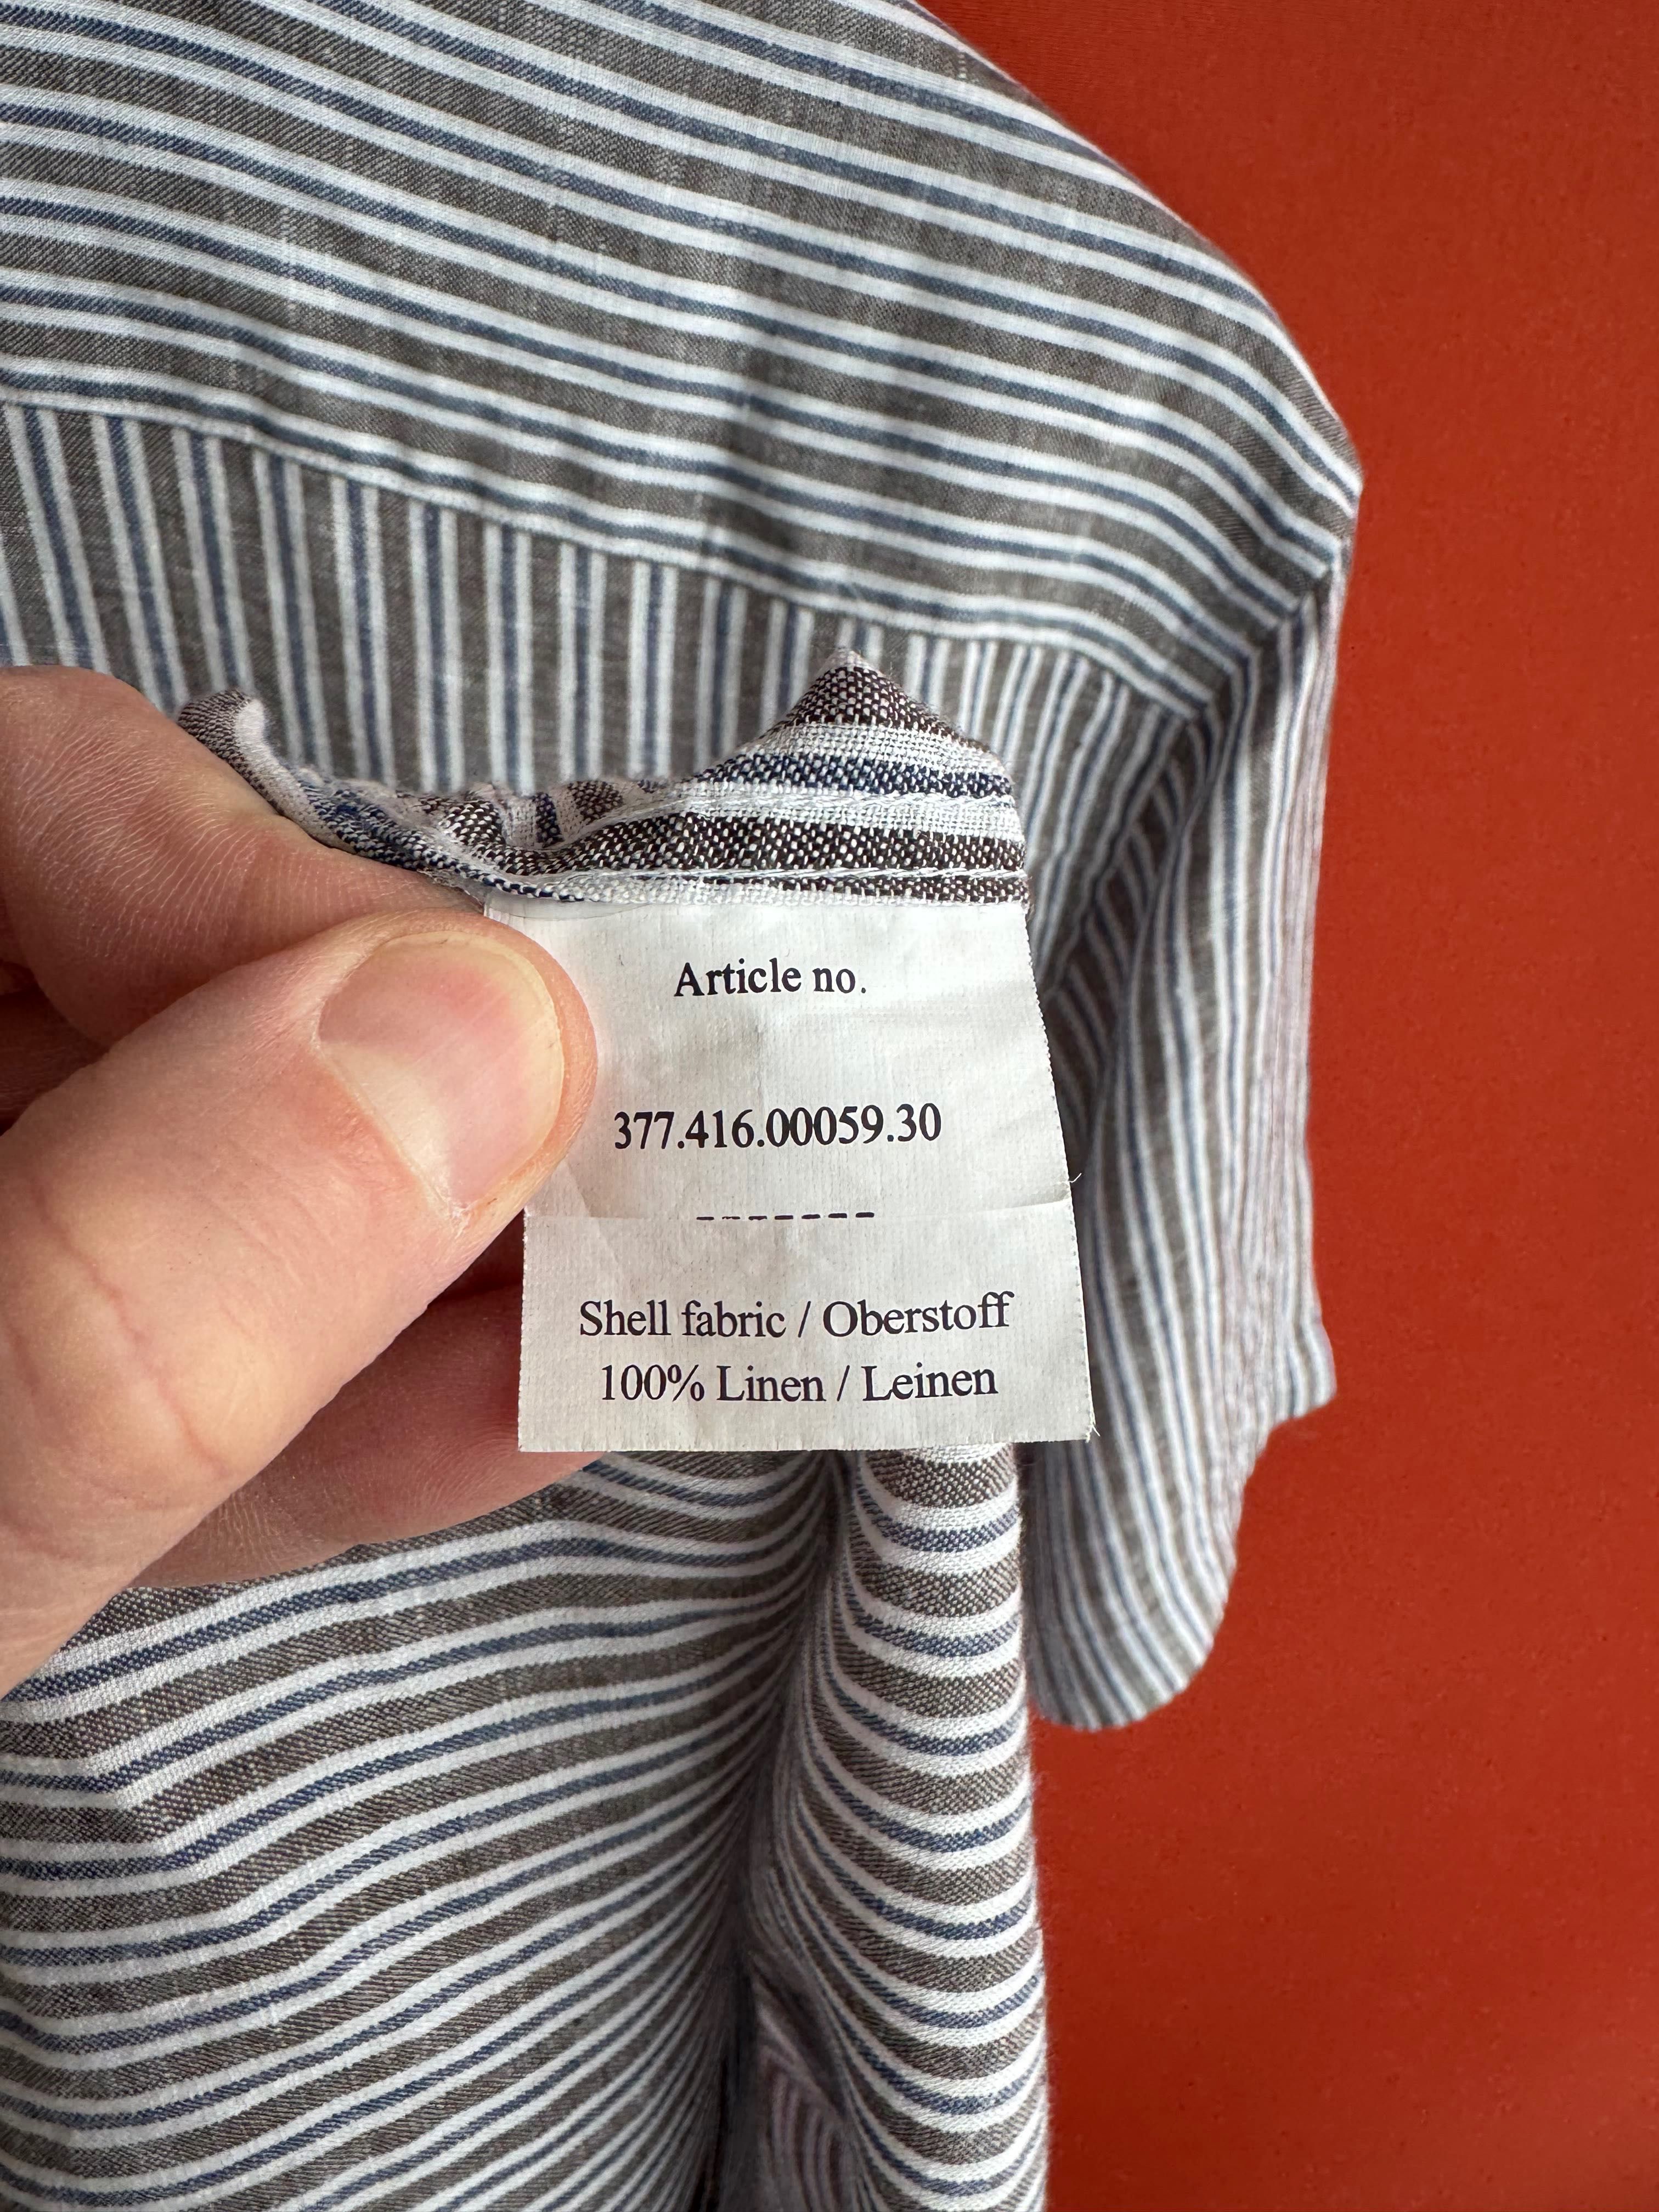 Article no.
377.416.00059.30
-------
Shell fabric / Oberstoff
100% Linen / Leinen